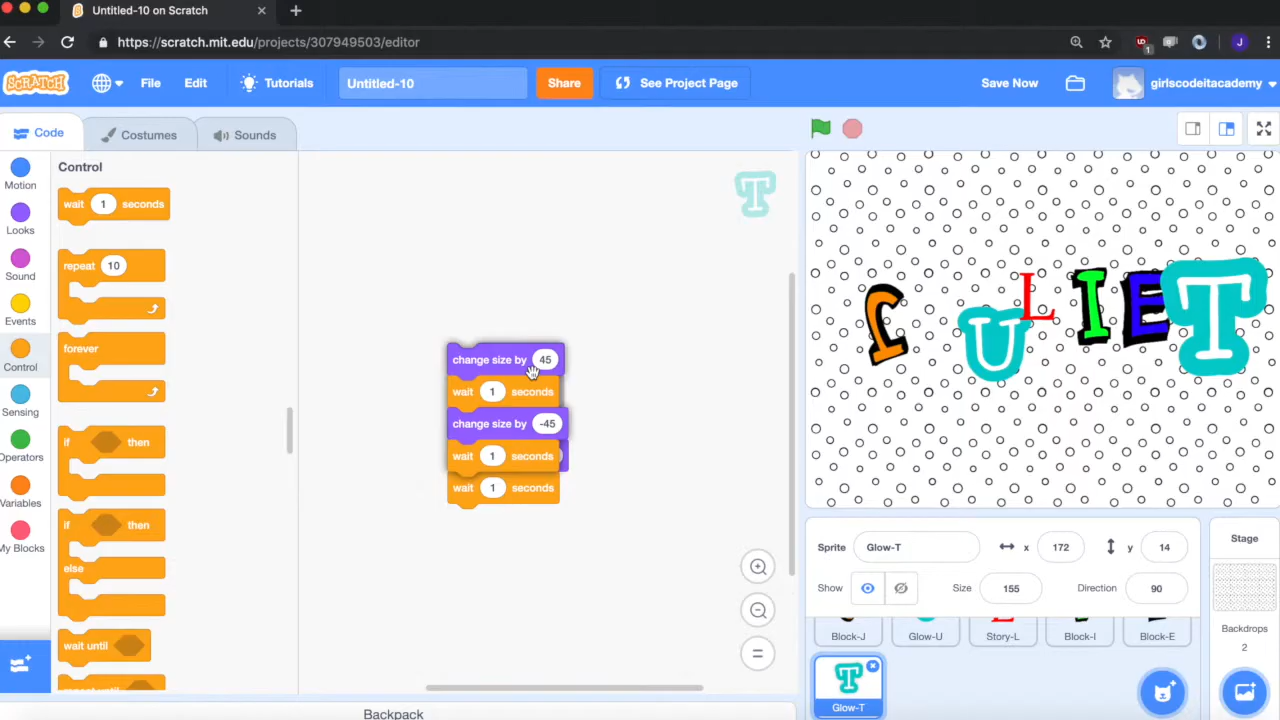 Untitled-10 on Scratch
https://scratch.mit.edu/projects/307949503/editor
J
SCRATCH
File
Edit
Tutorials
Untitled-10
Share
See Project Page
Save Now
girlscodeitacademy
Code
Costumes
Sounds
Motion
Looks
Sound
Events
Control
Sensing
Operators
Variables
My Blocks
Control
wait 1 seconds
repeat 10
forever
if then
if then
else
wait until
repeat until
change size by 45
wait 1 seconds
change size by -45
wait 1 seconds
wait 1 seconds
T
J U L I E T
Sprite Glow-T x 172 y 14
Show Size 155 Direction 90
Stage
Block-J
Glow-U
Story-L
Block-I
Block-E
T
Glow-T
Backdrops
2
Backpack